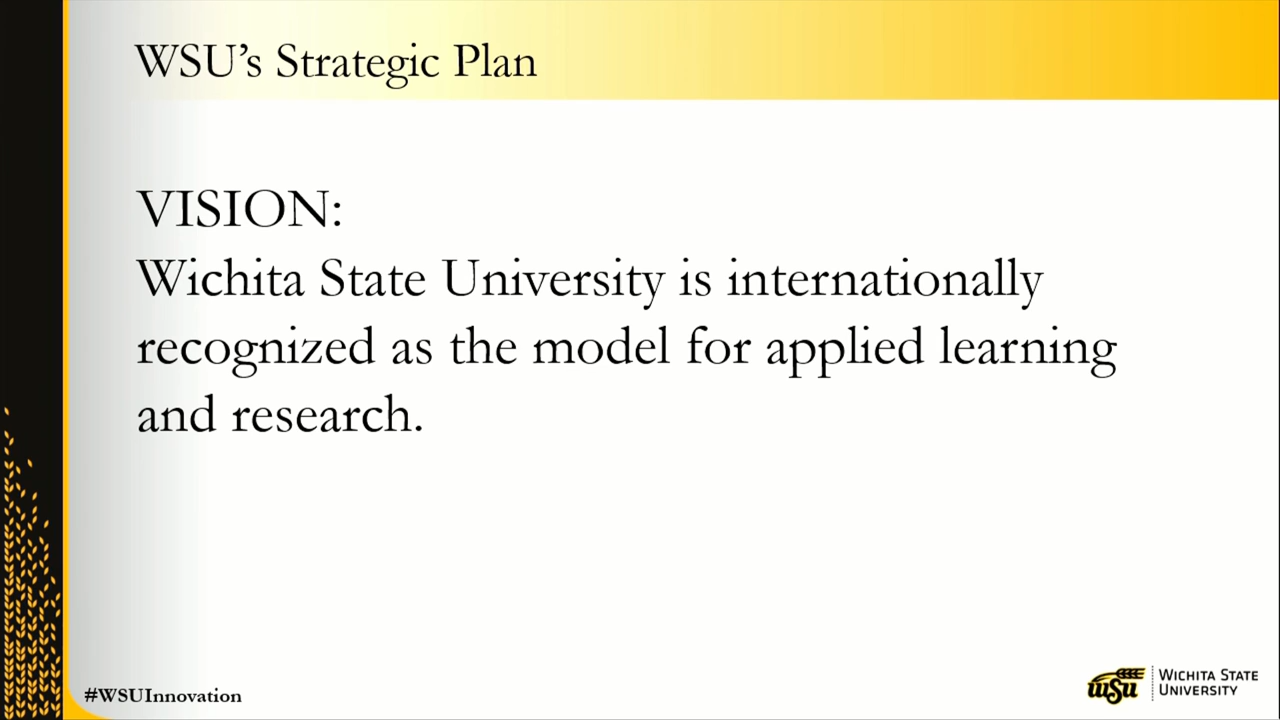 WSU’s Strategic Plan
VISION:
Wichita State University is internationally
recognized as the model for applied learning
and research.
#WSUInnovation
wsu
WICHITA STATE
UNIVERSITY